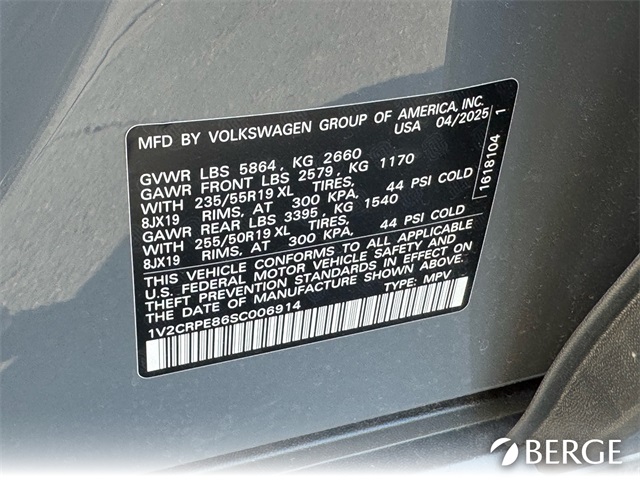 MFD BY VOLKSWAGEN GROUP OF AMERICA, INC.
USA 04/2025
GVWR LBS 5864, KG 2660
GAWR FRONT LBS 2579, KG 1170
WITH 235/55R19 XL TIRES,
8JX19 RIMS, AT 300 KPA, 44 PSI COLD
GAWR REAR LBS 3395, KG 1540
WITH 255/50R19 XL TIRES,
8JX19 RIMS, AT 300 KPA, 44 PSI COLD
THIS VEHICLE CONFORMS TO ALL APPLICABLE
U.S. FEDERAL MOTOR VEHICLE SAFETY AND
THEFT PREVENTION STANDARDS IN EFFECT ON
THE DATE OF MANUFACTURE SHOWN ABOVE.
1V2CRPE86SC006914 TYPE: MPV
1618104 1
BERGE